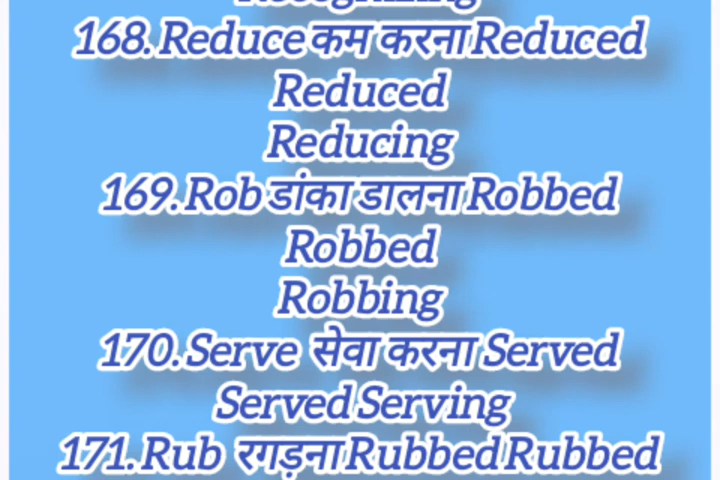 168. Reduce कम करना Reduced
Reduced
Reducing
169. Rob डांका डालना Robbed
Robbed
Robbing
170. Serve सेवा करना Served
Served Serving
171. Rub रगड़ना Rubbed Rubbed